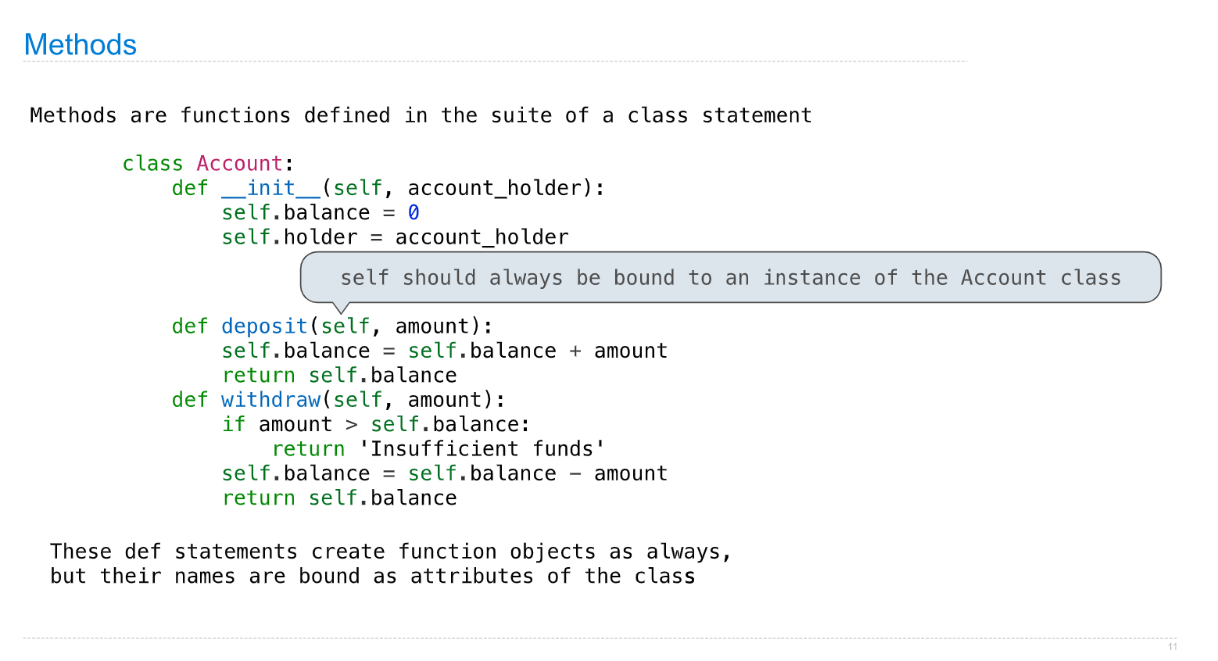 Methods
Methods are functions defined in the suite of a class statement
class Account:
    def __init__(self, account_holder):
        self.balance = 0
        self.holder = account_holder
self should always be bound to an instance of the Account class
    def deposit(self, amount):
        self.balance = self.balance + amount
        return self.balance
    def withdraw(self, amount):
        if amount > self.balance:
            return 'Insufficient funds'
        self.balance = self.balance − amount
        return self.balance
These def statements create function objects as always,
but their names are bound as attributes of the class
11